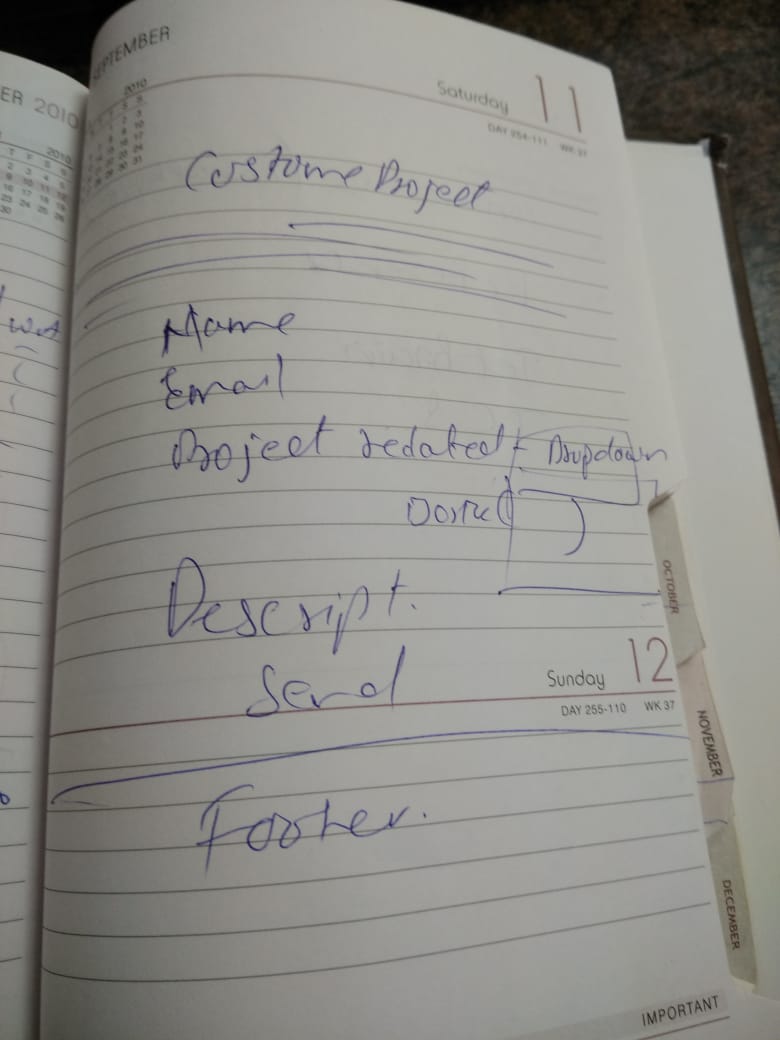 SEPTEMBER
ER 2010
2010
2010
Saturday 11
DAY 254-111 WK 37
Custome Project
Name
Email
Project related Dropdown
Descript.
Send
Sunday 12
DAY 255-110 WK 37
Footer.
OCTOBER
NOVEMBER
DECEMBER
IMPORTANT